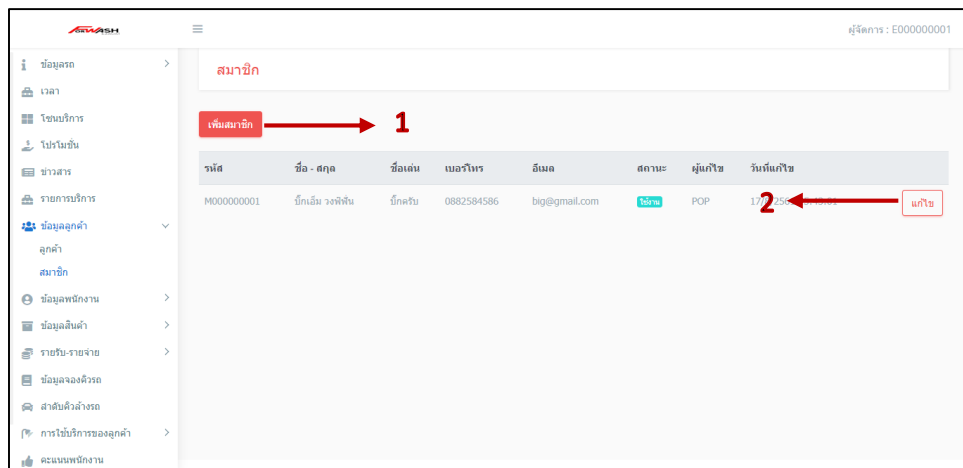 ผู้จัดการ : E000000001
ข้อมูลรถ
เวลา
โซนบริการ
โปรโมชั่น
ข่าวสาร
รายการบริการ
ข้อมูลลูกค้า
ลูกค้า
สมาชิก
ข้อมูลพนักงาน
ข้อมูลสินค้า
รายรับ-รายจ่าย
ข้อมูลจองคิวรถ
ลำดับคิวล้างรถ
การใช้บริการของลูกค้า
คะแนนพนักงาน
สมาชิก
เพิ่มสมาชิก 1
รหัส ชื่อ - สกุล ชื่อเล่น เบอร์โทร อีเมล สถานะ ผู้แก้ไข วันที่แก้ไข
M000000001 บิ๊กเอ็ม วงศ์ฟั่น บิ๊กครับ 0882584586 big@gmail.com ใช้งาน POP 2 แก้ไข